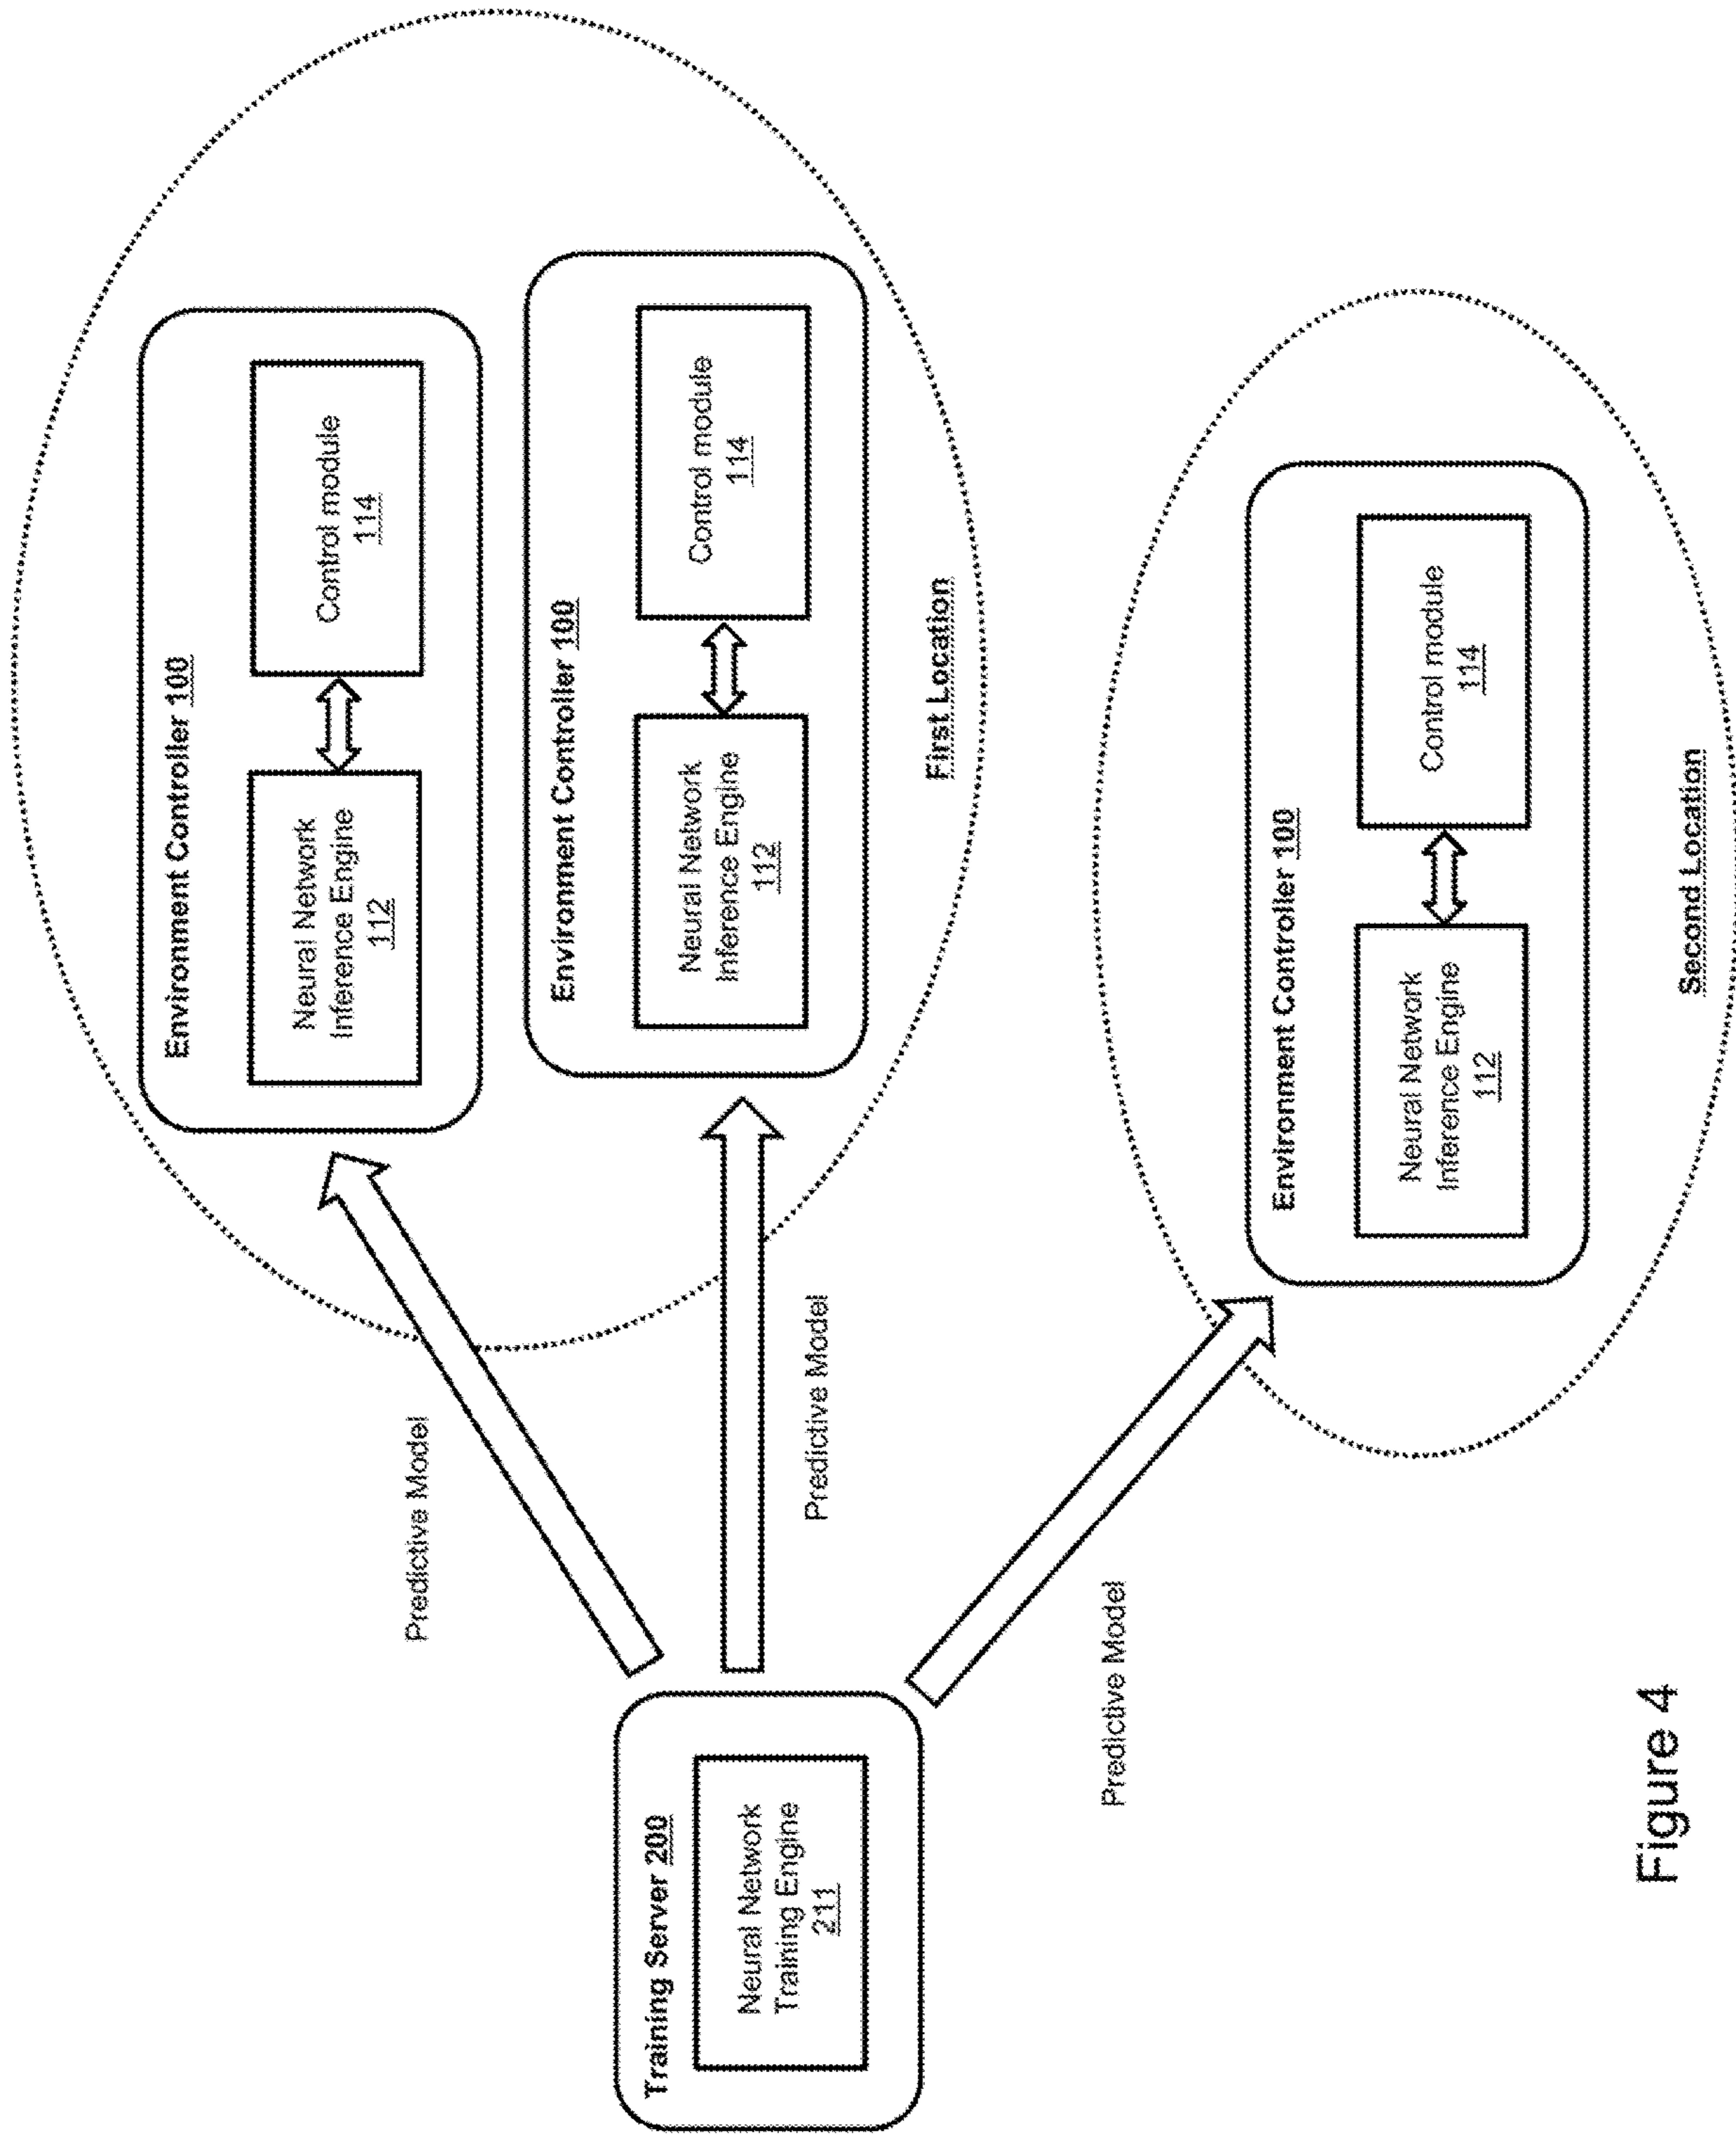 Environment Controller 100
Neural Network
Inference Engine
112
Control module
114
Environment Controller 100
Neural Network
Inference Engine
112
Control module
114
First Location
Predictive Model
Predictive Model
Training Server 200
Neural Network
Training Engine
211
Predictive Model
Environment Controller 100
Neural Network
Inference Engine
112
Control module
114
Second Location
Figure 4